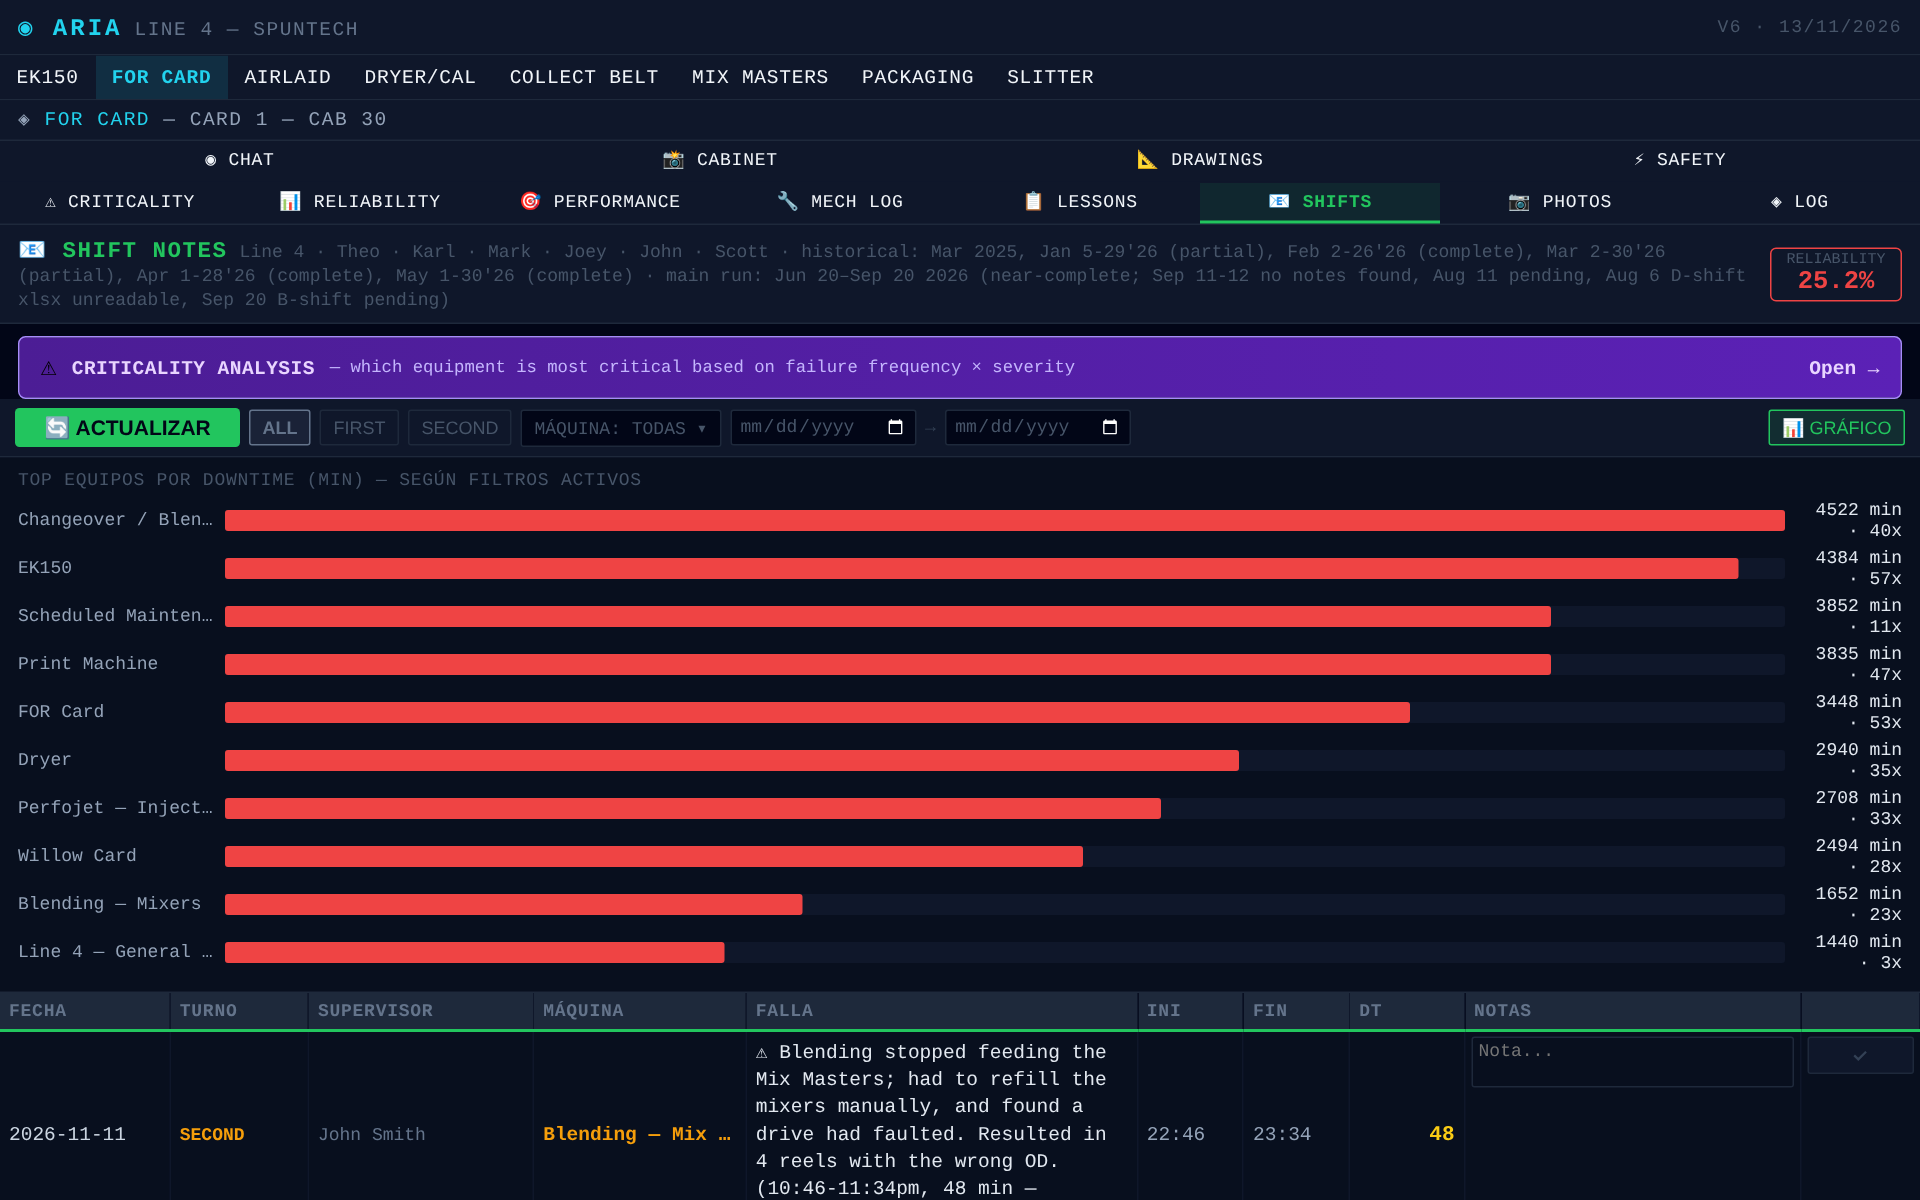 ◉ ARIA LINE 4 — SPUNTECH
V6 · 13/11/2026
EK150 FOR CARD AIRLAID DRYER/CAL COLLECT BELT MIX MASTERS PACKAGING SLITTER
◈ FOR CARD — CARD 1 — CAB 30
◉ CHAT 📸 CABINET 📐 DRAWINGS ⚡ SAFETY
⚠ CRITICALITY 📊 RELIABILITY 🎯 PERFORMANCE 🔧 MECH LOG 📋 LESSONS 📧 SHIFTS 📷 PHOTOS ◈ LOG
📧 SHIFT NOTES Line 4 · Theo · Karl · Mark · Joey · John · Scott · historical: Mar 2025, Jan 5-29'26 (partial), Feb 2-26'26 (complete), Mar 2-30'26
(partial), Apr 1-28'26 (complete), May 1-30'26 (complete) · main run: Jun 20–Sep 20 2026 (near-complete; Sep 11-12 no notes found, Aug 11 pending, Aug 6 D-shift
xlsx unreadable, Sep 20 B-shift pending)
RELIABILITY
25.2%
⚠ CRITICALITY ANALYSIS — which equipment is most critical based on failure frequency × severity Open →
🔄 ACTUALIZAR ALL FIRST SECOND MÁQUINA: TODAS ▾ mm/dd/yyyy → mm/dd/yyyy 📊 GRÁFICO
TOP EQUIPOS POR DOWNTIME (MIN) — SEGÚN FILTROS ACTIVOS
Changeover / Blen… 4522 min
· 40x
EK150 4384 min
· 57x
Scheduled Mainten… 3852 min
· 11x
Print Machine 3835 min
· 47x
FOR Card 3448 min
· 53x
Dryer 2940 min
· 35x
Perfojet — Inject… 2708 min
· 33x
Willow Card 2494 min
· 28x
Blending — Mixers 1652 min
· 23x
Line 4 — General … 1440 min
· 3x
FECHA TURNO SUPERVISOR MÁQUINA FALLA INI FIN DT NOTAS
2026-11-11 SECOND John Smith Blending — Mix …
⚠ Blending stopped feeding the
Mix Masters; had to refill the
mixers manually, and found a
drive had faulted. Resulted in
4 reels with the wrong OD.
(10:46-11:34pm, 48 min —
22:46 23:34 48
Nota... ✓